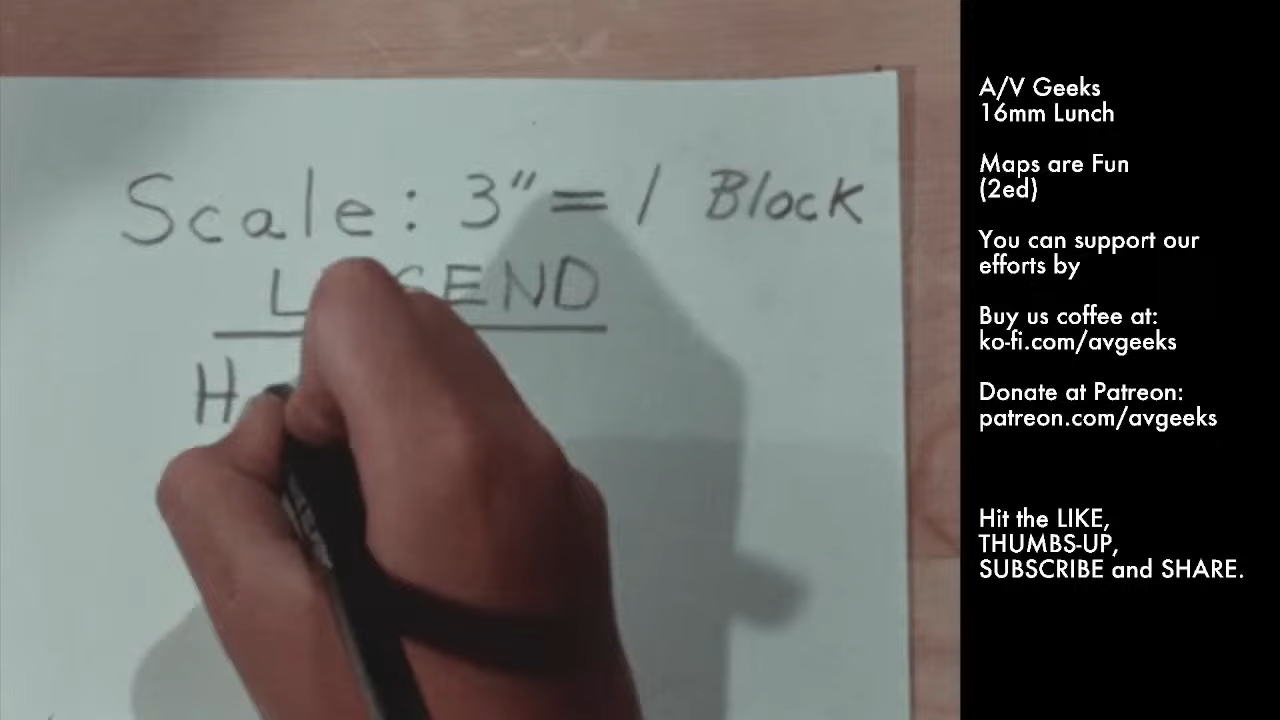 Scale: 3" = 1 Block
LEGEND
H
A/V Geeks
16mm Lunch
Maps are Fun
(2ed)
You can support our
efforts by
Buy us coffee at:
ko-fi.com/avgeeks
Donate at Patreon:
patreon.com/avgeeks
Hit the LIKE,
THUMBS-UP,
SUBSCRIBE and SHARE.